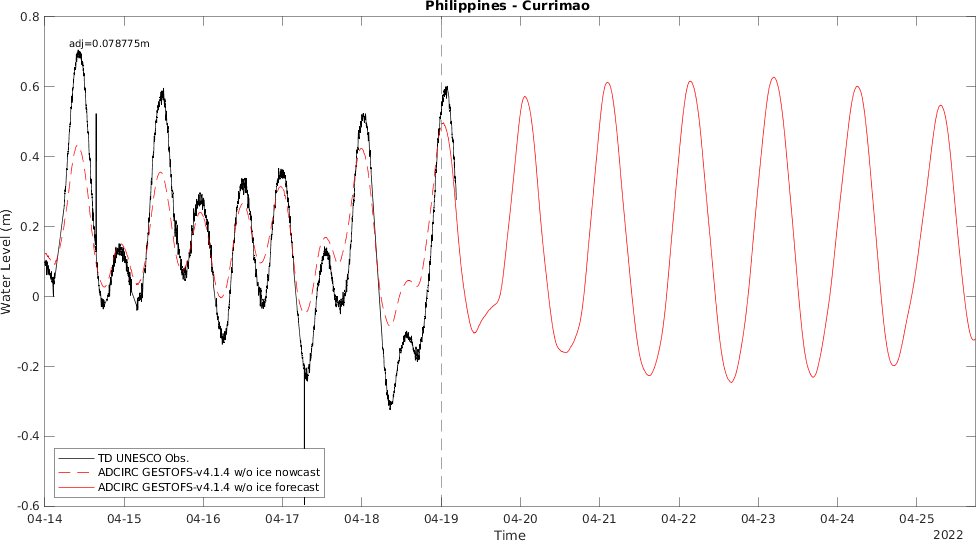 Philippines - Currimao
adj=0.078775m
0.8
0.6
0.4
0.2
0
-0.2
-0.4
-0.6
Water Level (m)
TD UNESCO Obs.
ADCIRC GESTOFS-v4.1.4 w/o ice nowcast
ADCIRC GESTOFS-v4.1.4 w/o ice forecast
04-14 04-15 04-16 04-17 04-18 04-19 04-20 04-21 04-22 04-23 04-24 04-25
Time
2022